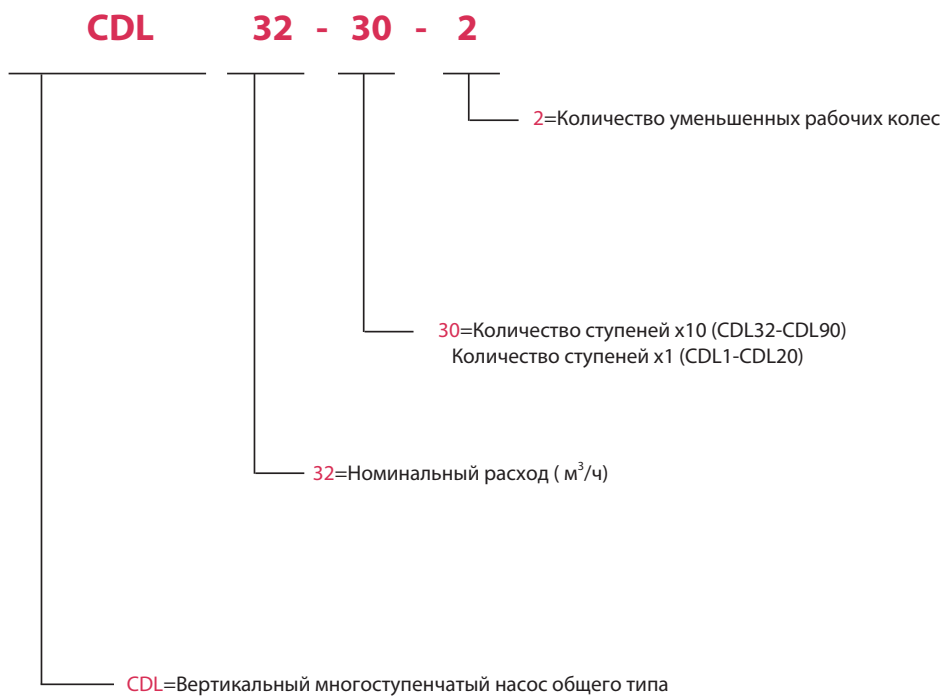 CDL 32 - 30 - 2
2=Количество уменьшенных рабочих колес
30=Количество ступеней x10 (CDL32-CDL90)
Количество ступеней x1 (CDL1-CDL20)
32=Номинальный расход ( м³/ч)
CDL=Вертикальный многоступенчатый насос общего типа